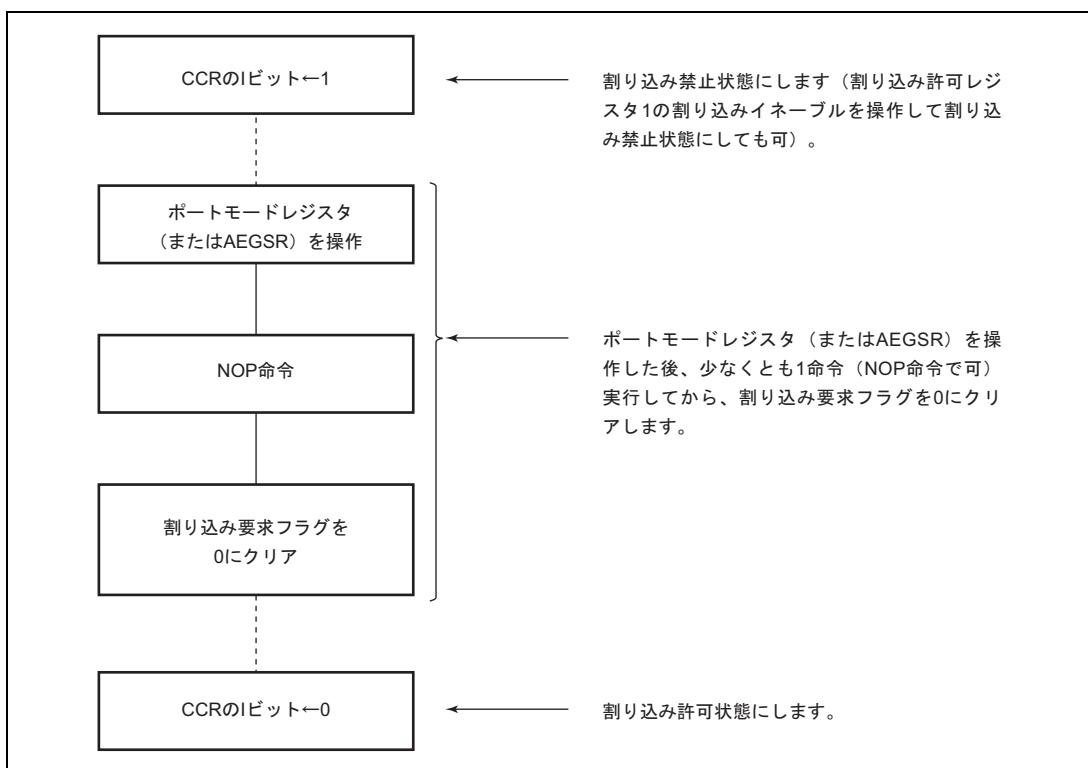 CCRのIビット←1
割り込み禁止状態にします（割り込み許可レジ
スタ1の割り込みイネーブルを操作して割り込
み禁止状態にしても可）。
ポートモードレジスタ
（またはAEGSR）を操作
NOP命令
ポートモードレジスタ（またはAEGSR）を操
作した後、少なくとも1命令（NOP命令で可）
実行してから、割り込み要求フラグを0にクリ
アします。
割り込み要求フラグを
0にクリア
CCRのIビット←0
割り込み許可状態にします。